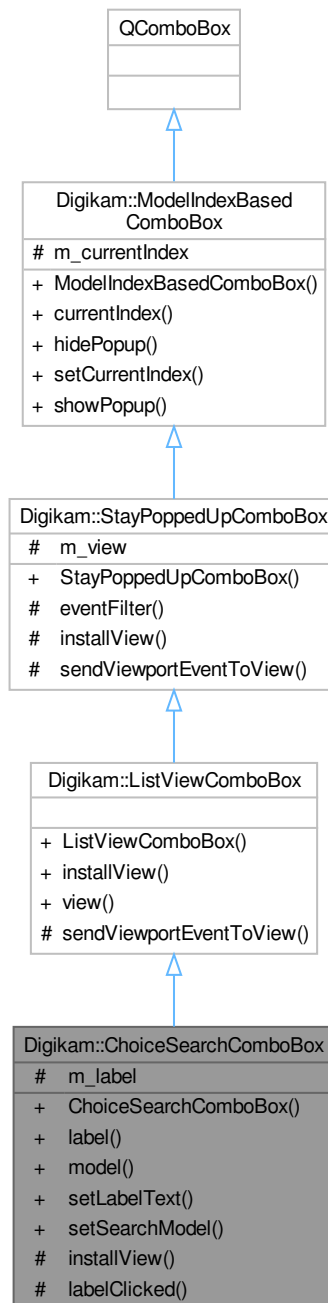 QComboBox
Digikam::ModelIndexBased
ComboBox
# m_currentIndex
+ ModelIndexBasedComboBox()
+ currentIndex()
+ hidePopup()
+ setCurrentIndex()
+ showPopup()
Digikam::StayPoppedUpComboBox
# m_view
+ StayPoppedUpComboBox()
# eventFilter()
# installView()
# sendViewportEventToView()
Digikam::ListViewComboBox
+ ListViewComboBox()
+ installView()
+ view()
# sendViewportEventToView()
Digikam::ChoiceSearchComboBox
# m_label
+ ChoiceSearchComboBox()
+ label()
+ model()
+ setLabelText()
+ setSearchModel()
# installView()
# labelClicked()